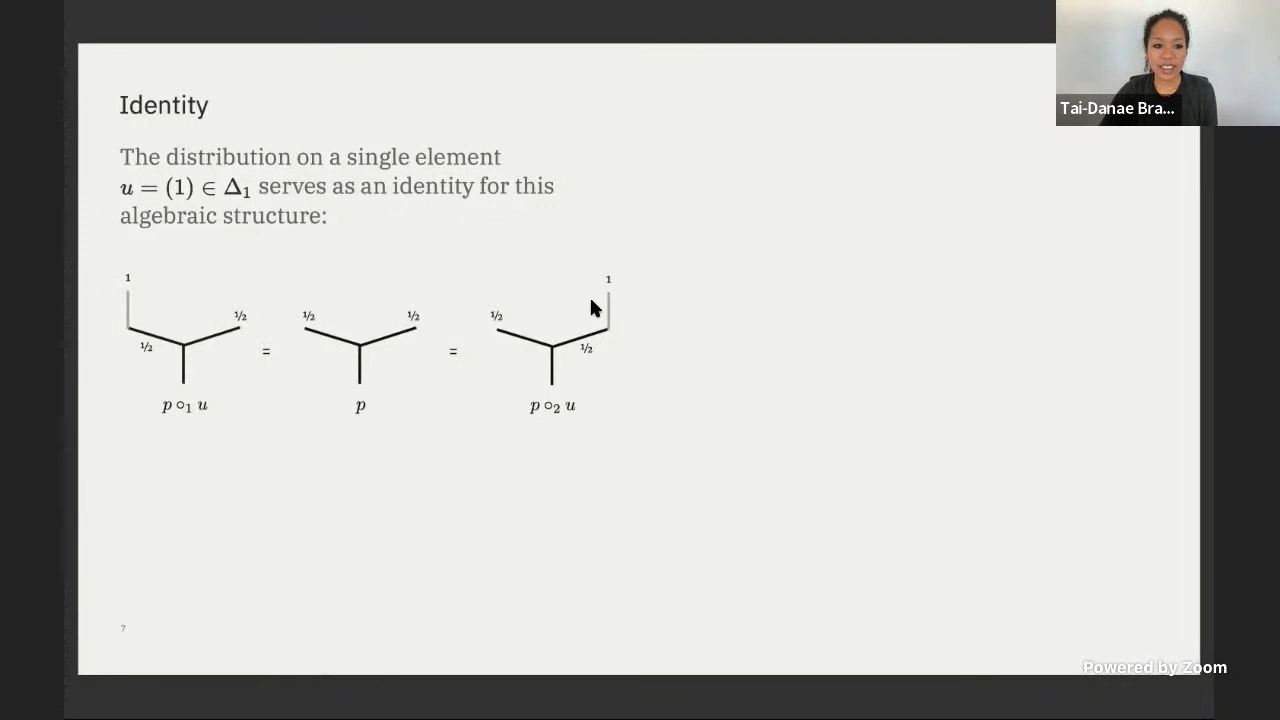 Identity
The distribution on a single element
u = (1) ∈ Δ₁ serves as an identity for this
algebraic structure:
1
½ ½
=
½ ½
=
1
½ ½
p ∘₁ u
p
p ∘₂ u
7
Tai-Danae Bra...
Powered by Zoom